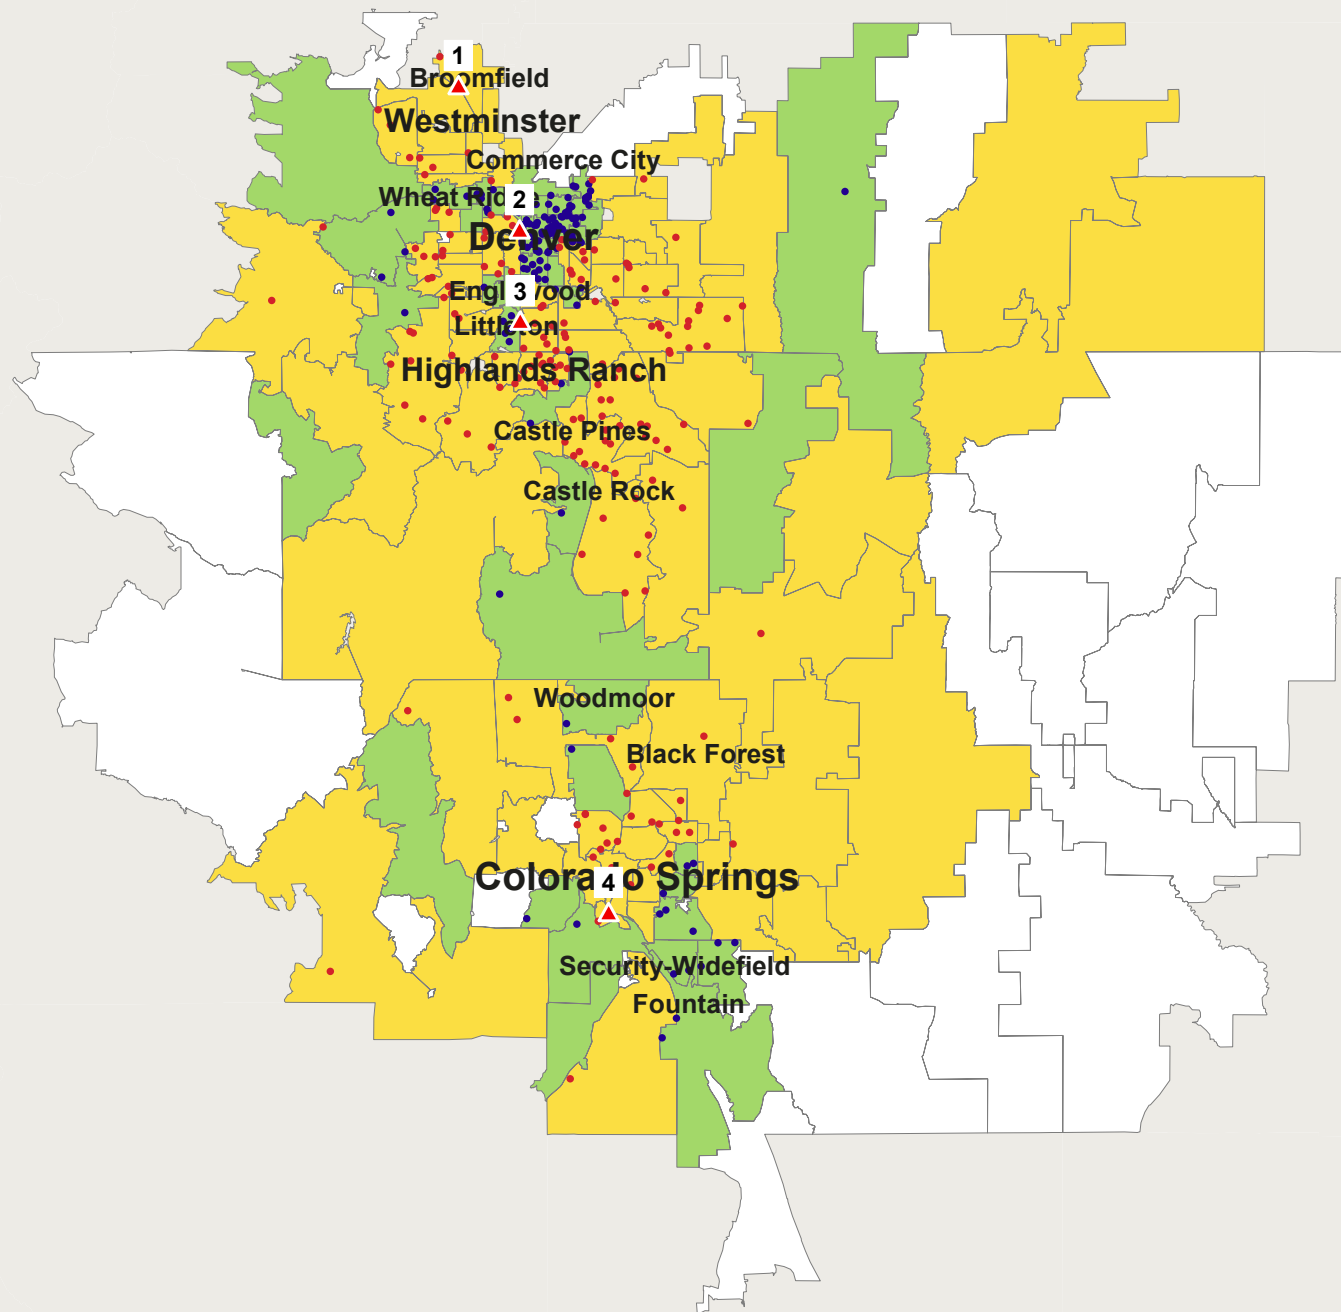 1
Broomfield
Westminster
Commerce City
Wheat Ridge
2
Denver
Englewood
3
Littleton
Highlands Ranch
Castle Pines
Castle Rock
Woodmoor
Black Forest
Colorado Springs
4
Security-Widefield
Fountain